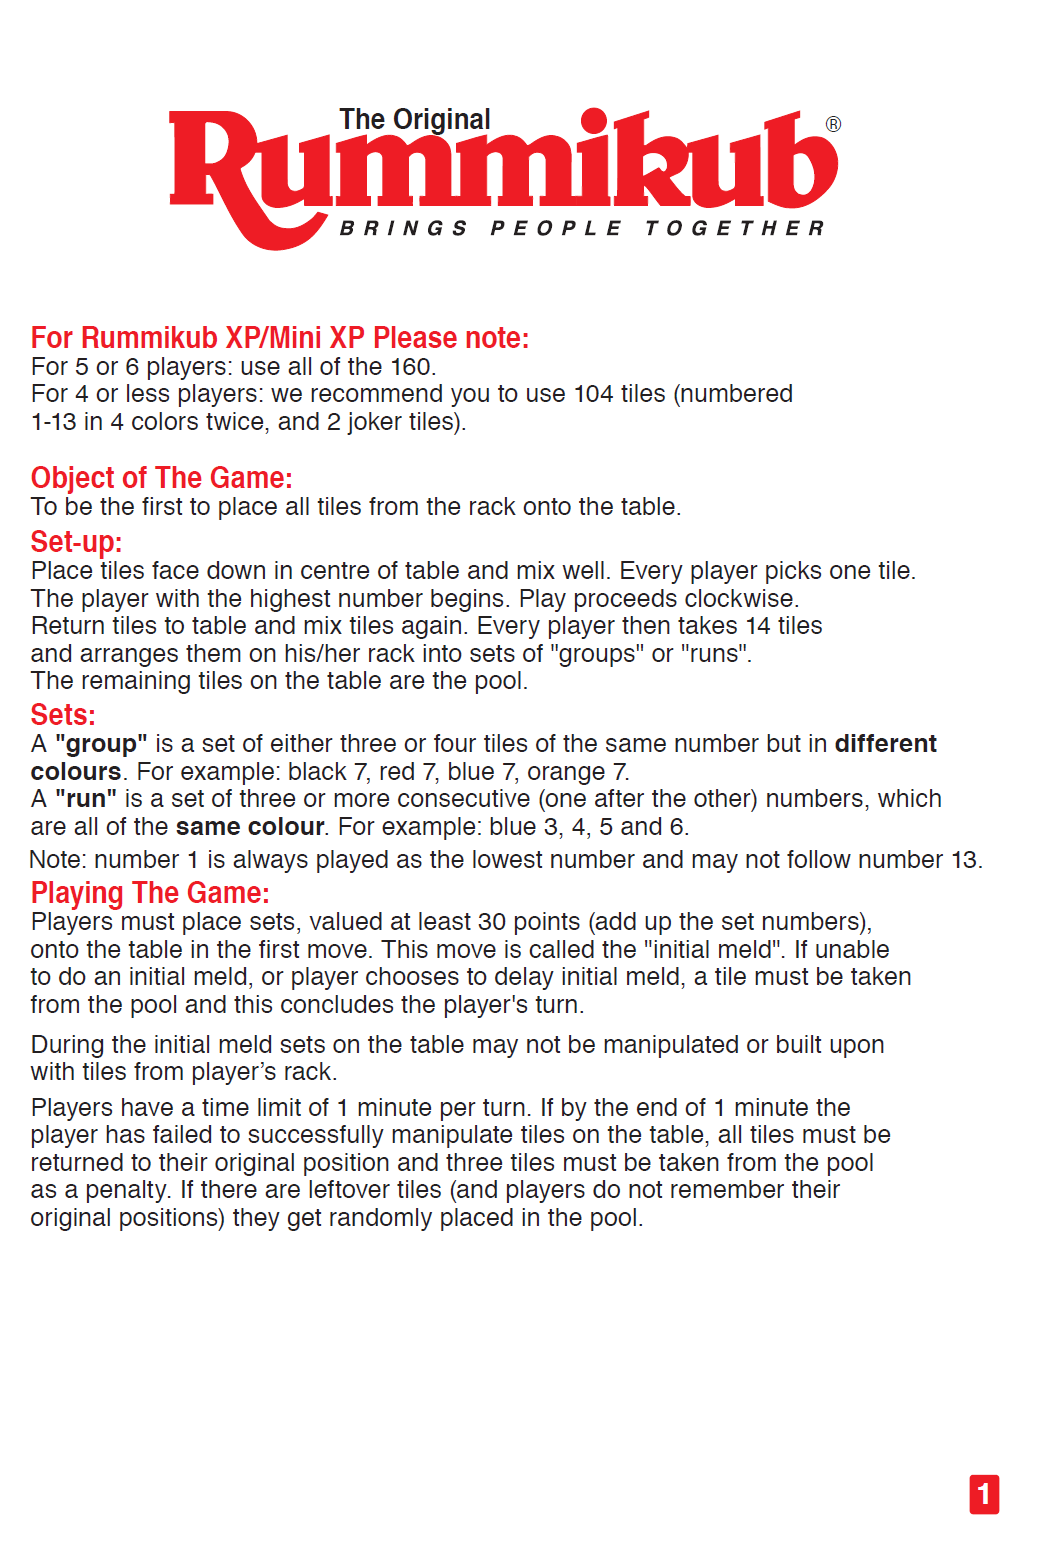 The Original
Rummikub®
BRINGS PEOPLE TOGETHER
For Rummikub XP/Mini XP Please note:
For 5 or 6 players: use all of the 160.
For 4 or less players: we recommend you to use 104 tiles (numbered
1-13 in 4 colors twice, and 2 joker tiles).
Object of The Game:
To be the first to place all tiles from the rack onto the table.
Set-up:
Place tiles face down in centre of table and mix well. Every player picks one tile.
The player with the highest number begins. Play proceeds clockwise.
Return tiles to table and mix tiles again. Every player then takes 14 tiles
and arranges them on his/her rack into sets of "groups" or "runs".
The remaining tiles on the table are the pool.
Sets:
A "group" is a set of either three or four tiles of the same number but in different
colours. For example: black 7, red 7, blue 7, orange 7.
A "run" is a set of three or more consecutive (one after the other) numbers, which
are all of the same colour. For example: blue 3, 4, 5 and 6.
Note: number 1 is always played as the lowest number and may not follow number 13.
Playing The Game:
Players must place sets, valued at least 30 points (add up the set numbers),
onto the table in the first move. This move is called the "initial meld". If unable
to do an initial meld, or player chooses to delay initial meld, a tile must be taken
from the pool and this concludes the player's turn.
During the initial meld sets on the table may not be manipulated or built upon
with tiles from player’s rack.
Players have a time limit of 1 minute per turn. If by the end of 1 minute the
player has failed to successfully manipulate tiles on the table, all tiles must be
returned to their original position and three tiles must be taken from the pool
as a penalty. If there are leftover tiles (and players do not remember their
original positions) they get randomly placed in the pool.
1